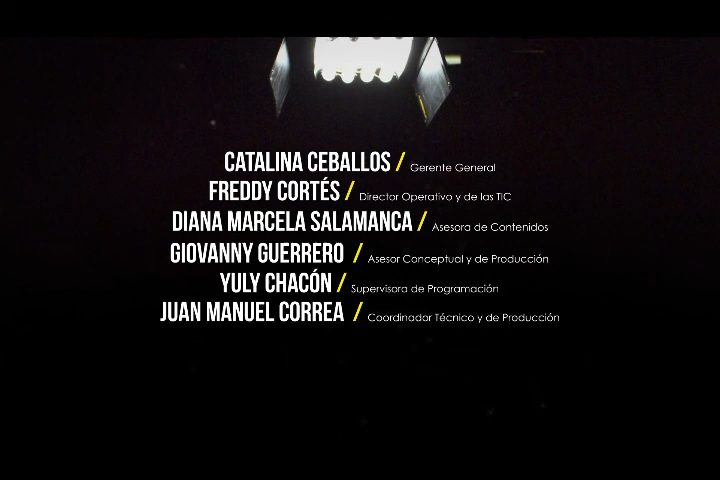 CATALINA CEBALLOS / Gerente General
FREDDY CORTÉS / Director Operativo y de las TIC
DIANA MARCELA SALAMANCA / Asesora de Contenidos
GIOVANNY GUERRERO / Asesor Conceptual y de Producción
YULY CHACÓN / Supervisora de Programación
JUAN MANUEL CORREA / Coordinador Técnico y de Producción